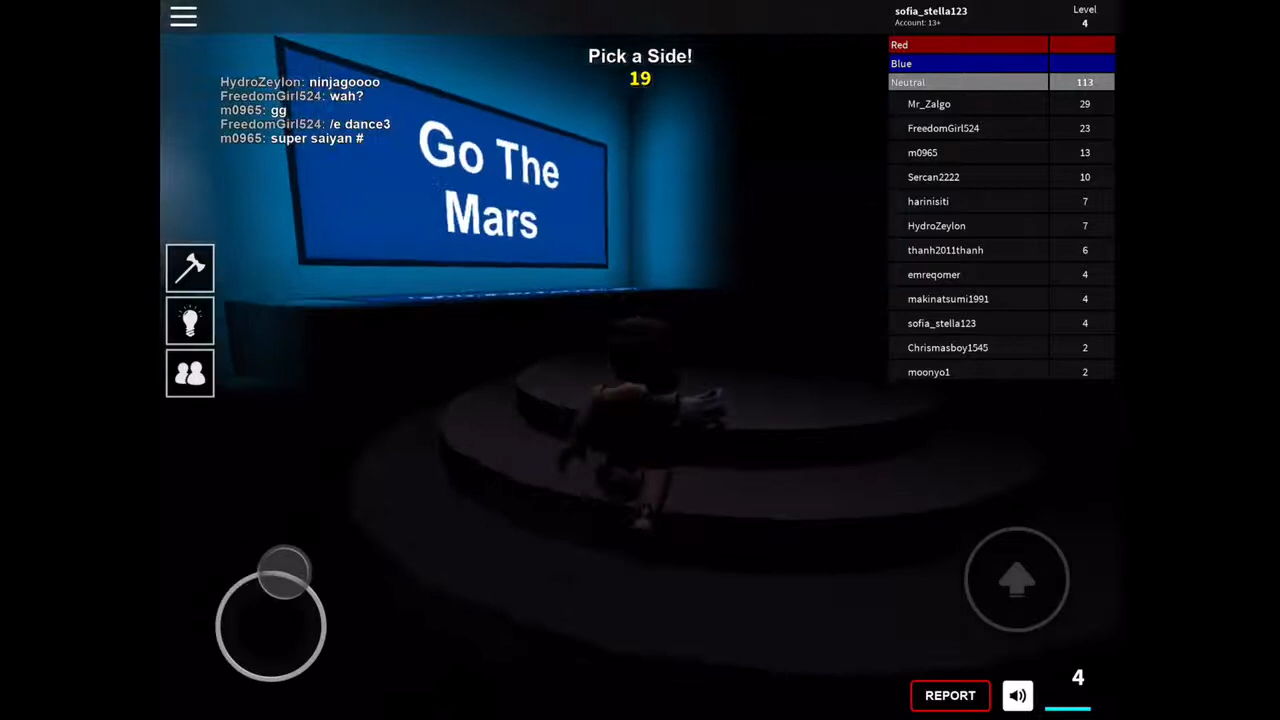 sofia_stella123
Account: 13+
Level
4
Pick a Side!
19
Red
Blue
Neutral 113
Mr_Zalgo 29
FreedomGirl524 23
m0965 13
Sercan2222 10
harinisiti 7
HydroZeylon 7
thanh2011thanh 6
emreqomer 4
makinatsumi1991 4
sofia_stella123 4
Chrismasboy1545 2
moonyo1 2
HydroZeylon: ninjagoooo
FreedomGirl524: wah?
m0965: gg
FreedomGirl524: /e dance3
m0965: super saiyan #
Go The
Mars
REPORT
4